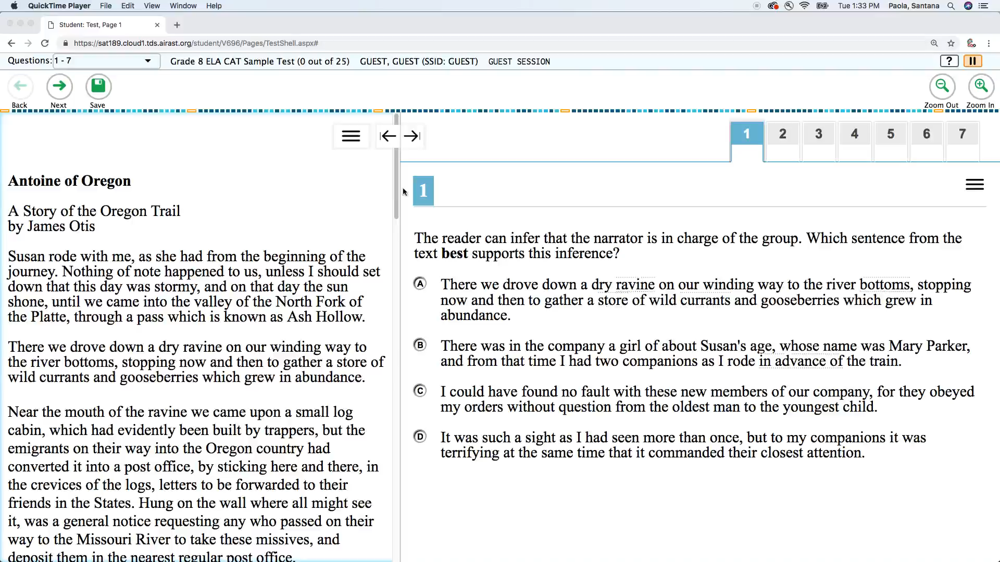 QuickTime Player File Edit View Window Help Tue 1:33 PM Paola, Santana
Student: Test, Page 1
https://sat189.cloud1.tds.airast.org/student/V696/Pages/TestShell.aspx#
Questions: 1 - 7 Grade 8 ELA CAT Sample Test (0 out of 25) GUEST, GUEST (SSID: GUEST) GUEST SESSION ?
Back Next Save Zoom Out Zoom In
Antoine of Oregon
A Story of the Oregon Trail
by James Otis
Susan rode with me, as she had from the beginning of the
journey. Nothing of note happened to us, unless I should set
down that this day was stormy, and on that day the sun
shone, until we came into the valley of the North Fork of
the Platte, through a pass which is known as Ash Hollow.
There we drove down a dry ravine on our winding way to
the river bottoms, stopping now and then to gather a store of
wild currants and gooseberries which grew in abundance.
Near the mouth of the ravine we came upon a small log
cabin, which had evidently been built by trappers, but the
emigrants on their way into the Oregon country had
converted it into a post office, by sticking here and there, in
the crevices of the logs, letters to be forwarded to their
friends in the States. Hung on the wall where all might see
it, was a general notice requesting any who passed on their
way to the Missouri River to take these missives, and
deposit them in the nearest regular post office.
1 2 3 4 5 6 7
1
The reader can infer that the narrator is in charge of the group. Which sentence from the
text best supports this inference?
A There we drove down a dry ravine on our winding way to the river bottoms, stopping
now and then to gather a store of wild currants and gooseberries which grew in
abundance.
B There was in the company a girl of about Susan's age, whose name was Mary Parker,
and from that time I had two companions as I rode in advance of the train.
C I could have found no fault with these new members of our company, for they obeyed
my orders without question from the oldest man to the youngest child.
D It was such a sight as I had seen more than once, but to my companions it was
terrifying at the same time that it commanded their closest attention.